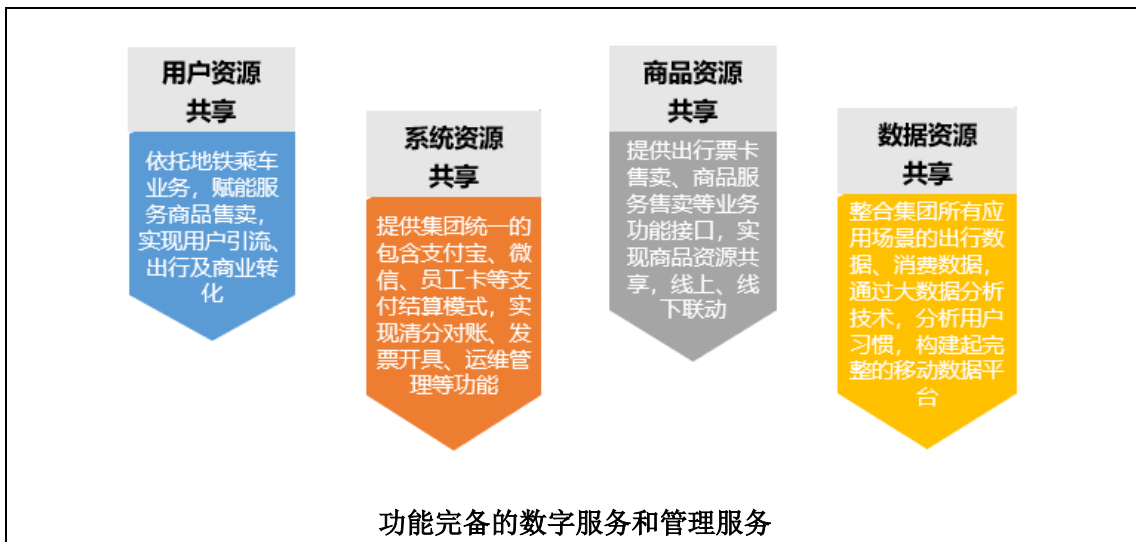 用户资源
共享
依托地铁乘车
业务，赋能服
务商品售卖，
实现用户引流、
出行及商业转
化
系统资源
共享
提供集团统一的
包含支付宝、微
信、员工卡等支
付结算模式，实
现清分对账、发
票开具、运维管
理等功能
商品资源
共享
提供出行票卡
售卖、商品服
务售卖等业务
功能接口，实
现商品资源共
享，线上、线
下联动
数据资源
共享
整合集团所有应
用场景的出行数
据、消费数据，
通过大数据分析
技术，分析用户
习惯，构建起完
整的移动数据平
台
功能完备的数字服务和管理服务